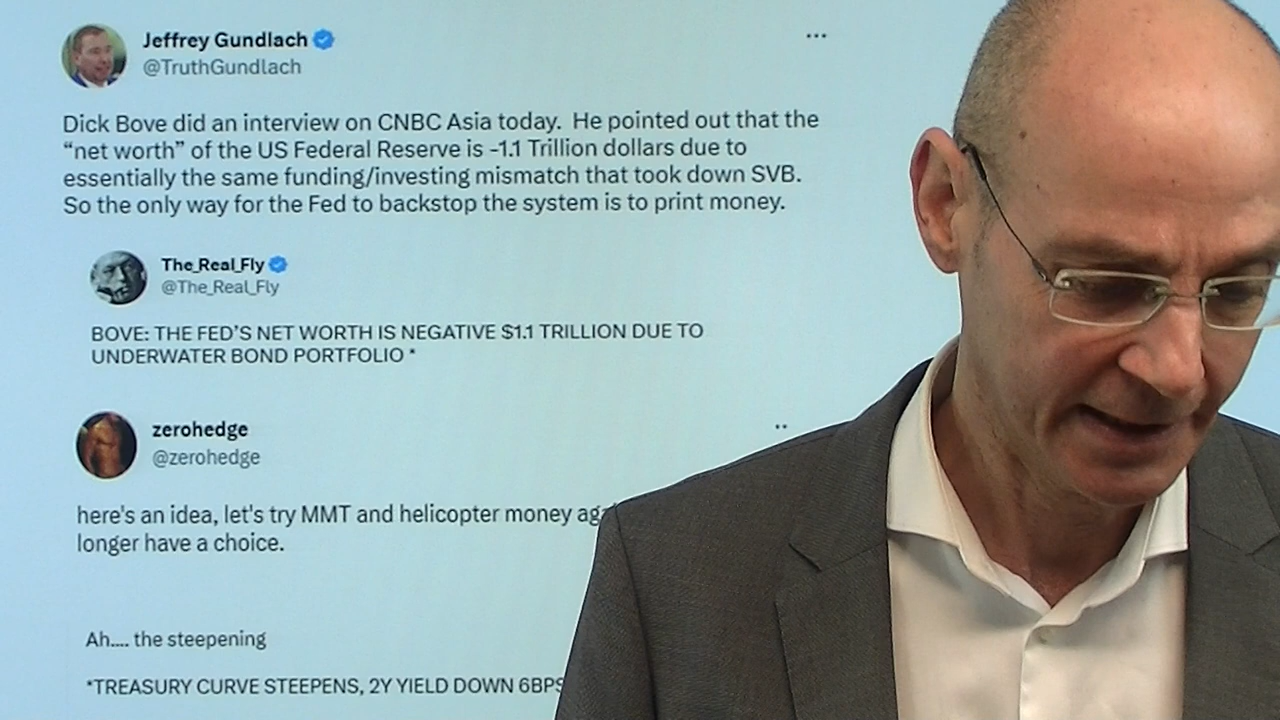 Jeffrey Gundlach
@TruthGundlach
Dick Bove did an interview on CNBC Asia today. He pointed out that the
“net worth” of the US Federal Reserve is -1.1 Trillion dollars due to
essentially the same funding/investing mismatch that took down SVB.
So the only way for the Fed to backstop the system is to print money.
The_Real_Fly
@The_Real_Fly
BOVE: THE FED'S NET WORTH IS NEGATIVE $1.1 TRILLION DUE TO
UNDERWATER BOND PORTFOLIO *
zerohedge
@zerohedge
here's an idea, let's try MMT and helicopter money
longer have a choice.
Ah.... the steepening
*TREASURY CURVE STEEPENS, 2Y YIELD DOWN 6BPS